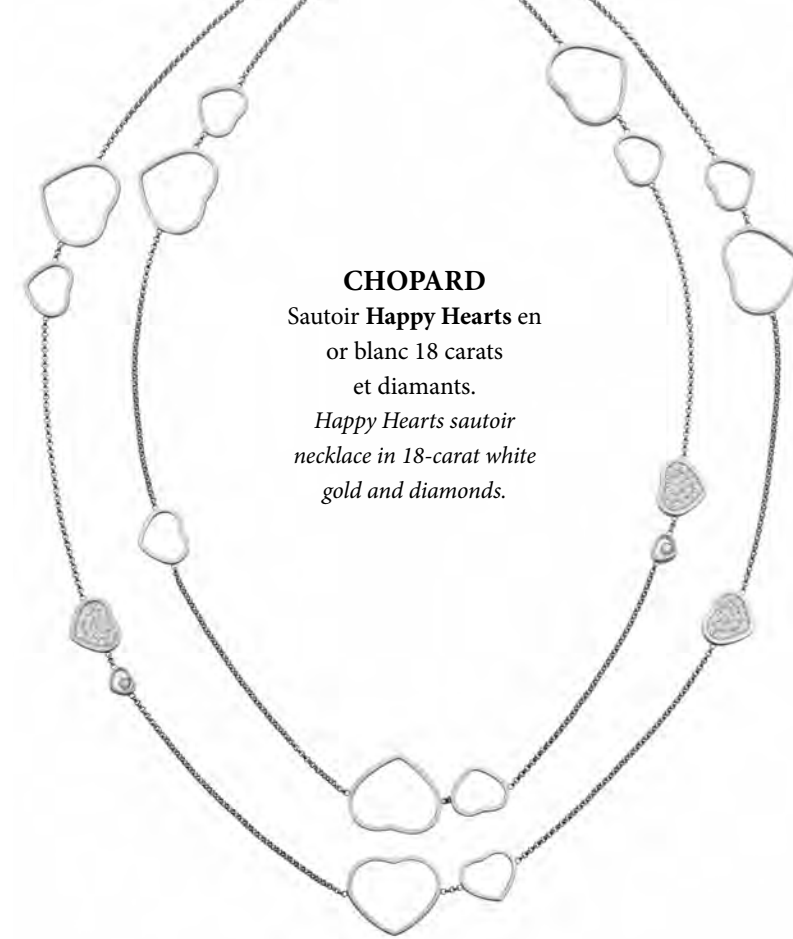 CHOPARD
Sautoir Happy Hearts en
or blanc 18 carats
et diamants.
Happy Hearts sautoir
necklace in 18-carat white
gold and diamonds.